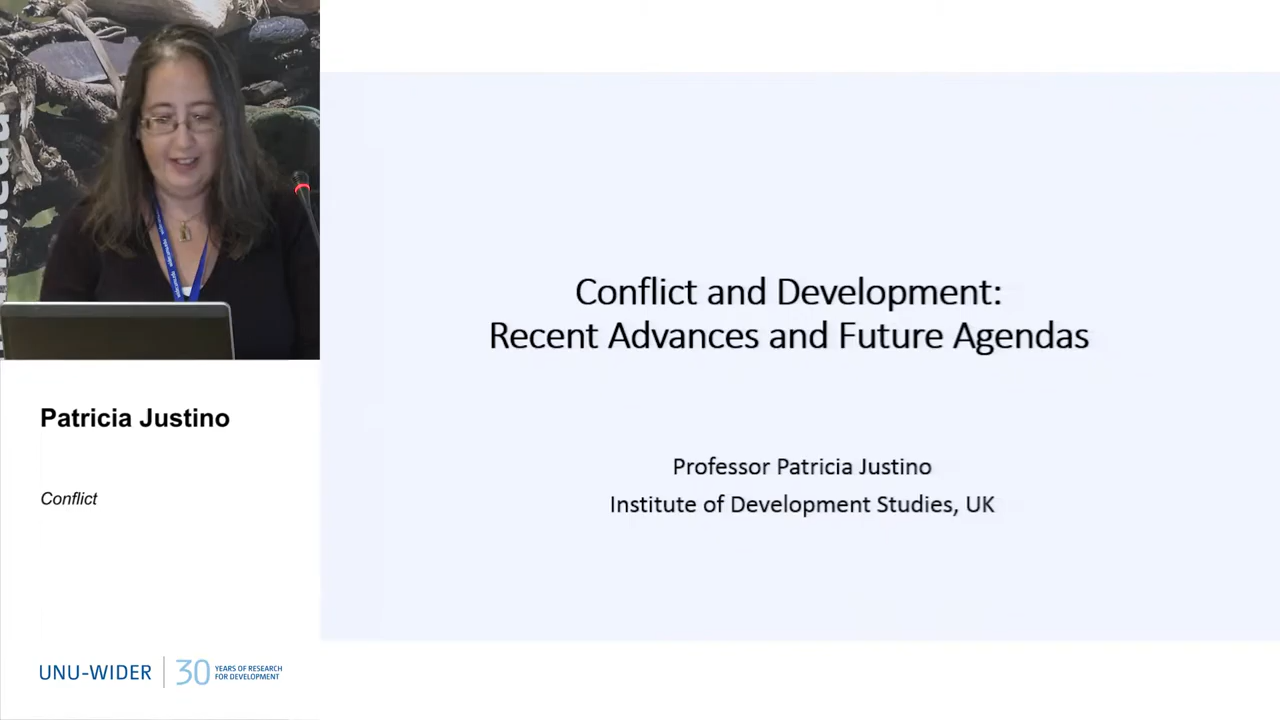 Conflict and Development:
Recent Advances and Future Agendas
Professor Patricia Justino
Institute of Development Studies, UK
Patricia Justino
Conflict
UNU-WIDER
30 YEARS OF RESEARCH
FOR DEVELOPMENT